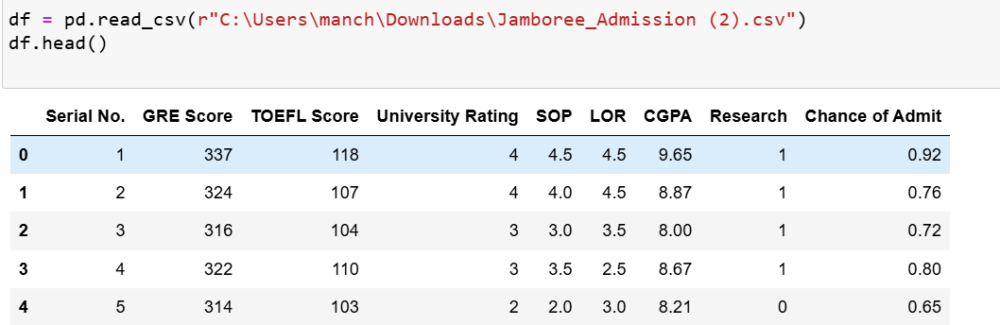 df = pd.read_csv(r"C:\Users\manch\Downloads\Jamboree_Admission (2).csv")
df.head()
Serial No. GRE Score TOEFL Score University Rating SOP LOR CGPA Research Chance of Admit
0 1 337 118 4 4.5 4.5 9.65 1 0.92
1 2 324 107 4 4.0 4.5 8.87 1 0.76
2 3 316 104 3 3.0 3.5 8.00 1 0.72
3 4 322 110 3 3.5 2.5 8.67 1 0.80
4 5 314 103 2 2.0 3.0 8.21 0 0.65